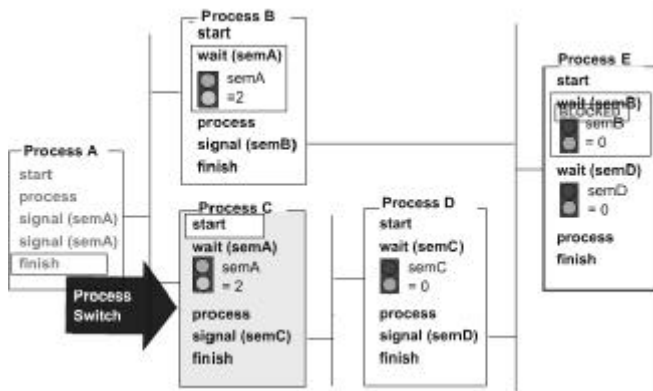 Process A
start
process
signal (semA)
signal (semA)
finish
Process Switch
Process B
start
wait (semA)
semA
=2
process
signal (semB)
finish
Process C
start
wait (semA)
semA
= 2
process
signal (semC)
finish
Process D
start
wait (semC)
semC
= 0
process
signal (semD)
finish
Process E
start
wait (semB)
BLOCKED
semB
= 0
wait (semD)
semD
= 0
process
finish